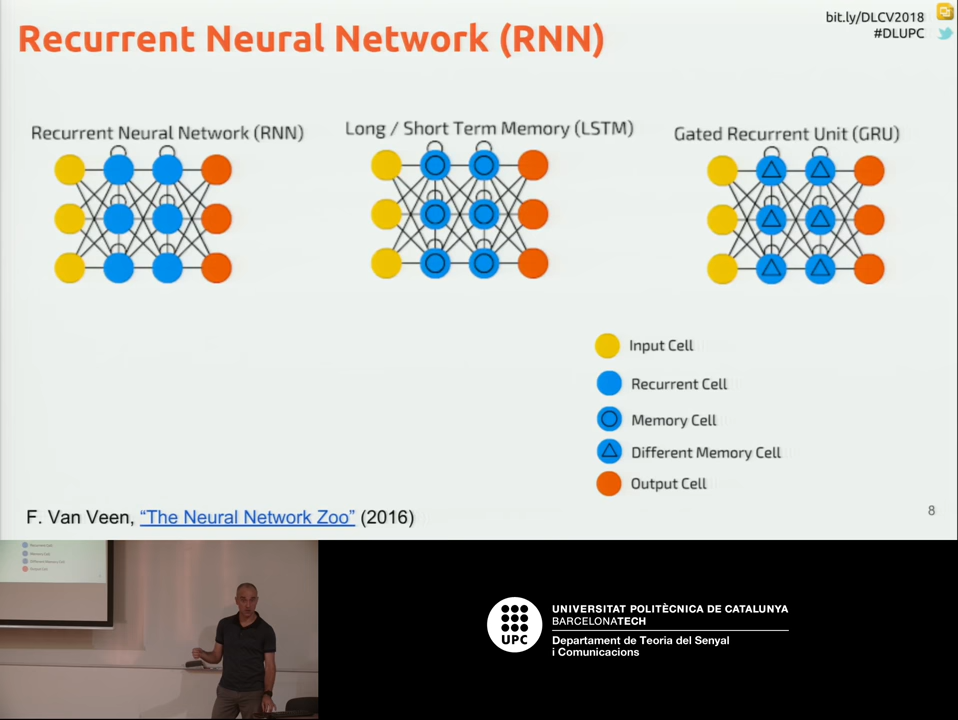 Recurrent Neural Network (RNN)
bit.ly/DLCV2018
#DLUPC
Recurrent Neural Network (RNN)
Long / Short Term Memory (LSTM)
Gated Recurrent Unit (GRU)
Input Cell
Recurrent Cell
Memory Cell
Different Memory Cell
Output Cell
F. Van Veen, “The Neural Network Zoo” (2016)
8
UPC
UNIVERSITAT POLITÈCNICA DE CATALUNYA
BARCELONATECH
Departament de Teoria del Senyal
i Comunicacions